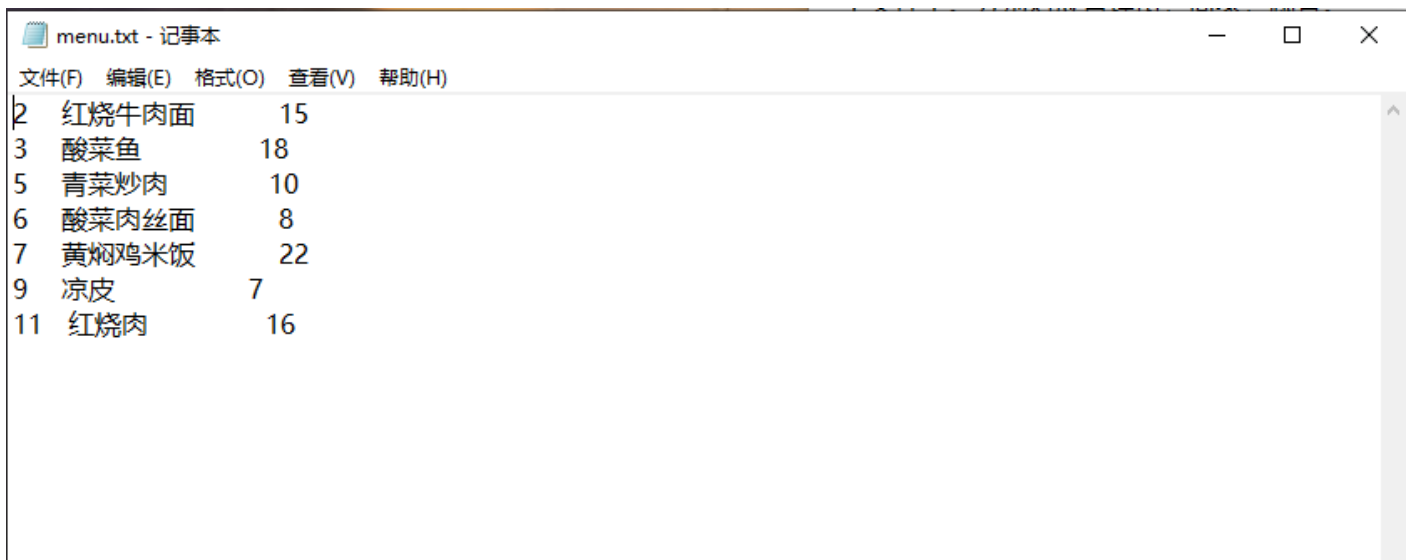 menu.txt - 记事本
文件(F) 编辑(E) 格式(O) 查看(V) 帮助(H)
2 红烧牛肉面 15
3 酸菜鱼 18
5 青菜炒肉 10
6 酸菜肉丝面 8
7 黄焖鸡米饭 22
9 凉皮 7
11 红烧肉 16